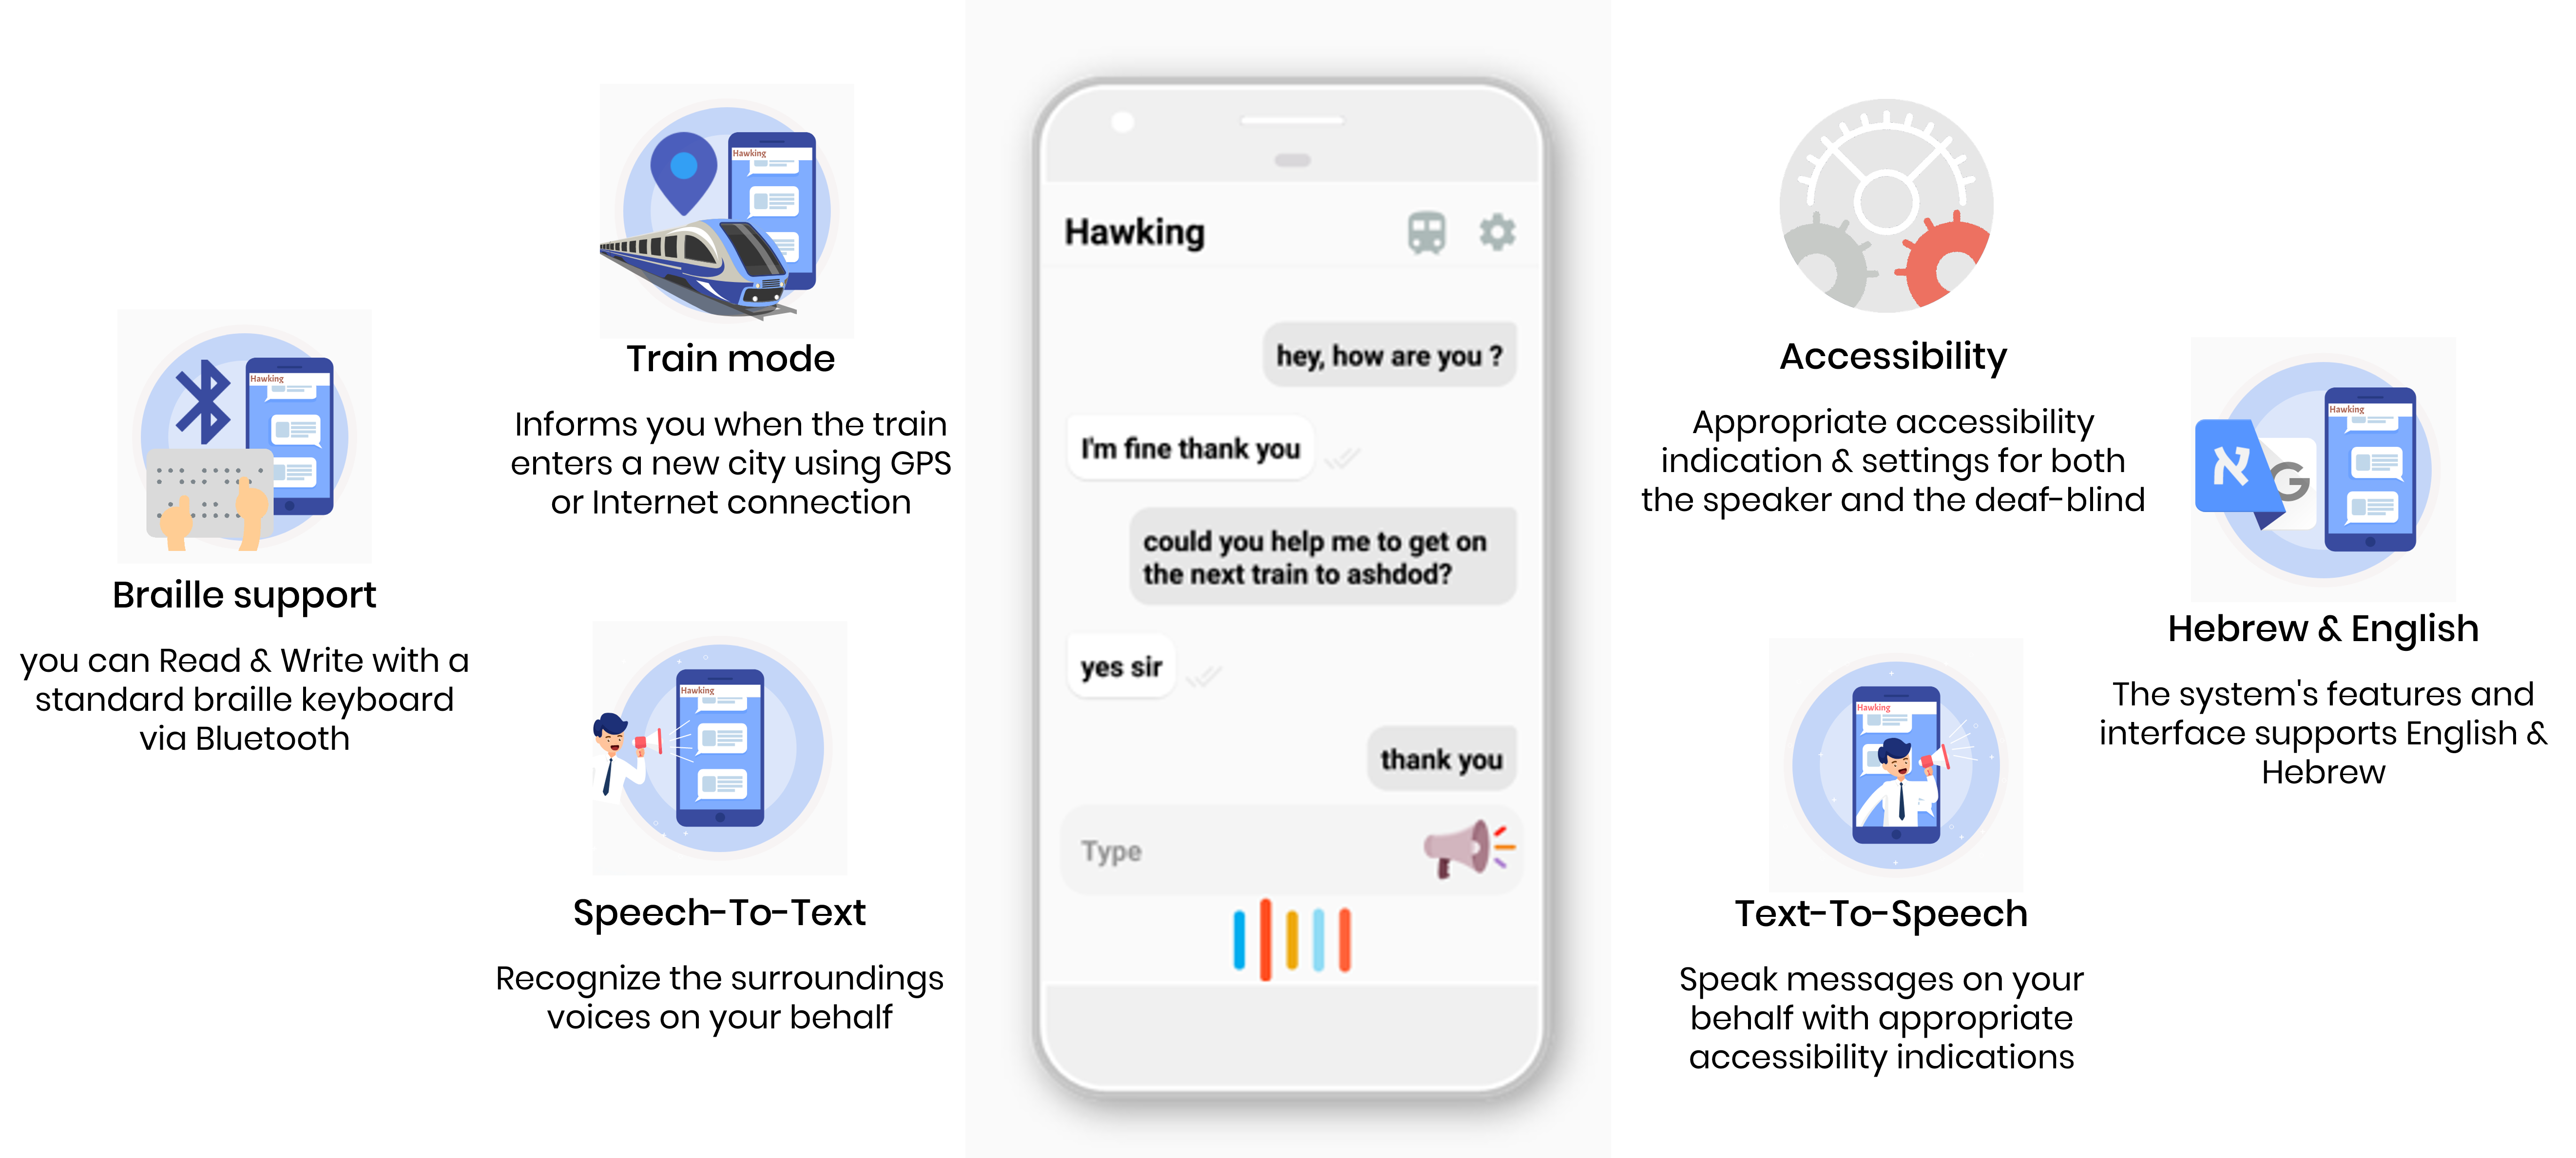 Hawking
Train mode
Informs you when the train
enters a new city using GPS
or Internet connection
Hawking
Braille support
you can Read & Write with a
standard braille keyboard
via Bluetooth
Hawking
Speech-To-Text
Recognize the surroundings
voices on your behalf
Hawking
hey, how are you ?
I'm fine thank you
could you help me to get on
the next train to ashdod?
yes sir
thank you
Type
Accessibility
Appropriate accessibility
indication & settings for both
the speaker and the deaf-blind
Hawking
א
G
Hebrew & English
The system's features and
interface supports English &
Hebrew
Hawking
Text-To-Speech
Speak messages on your
behalf with appropriate
accessibility indications